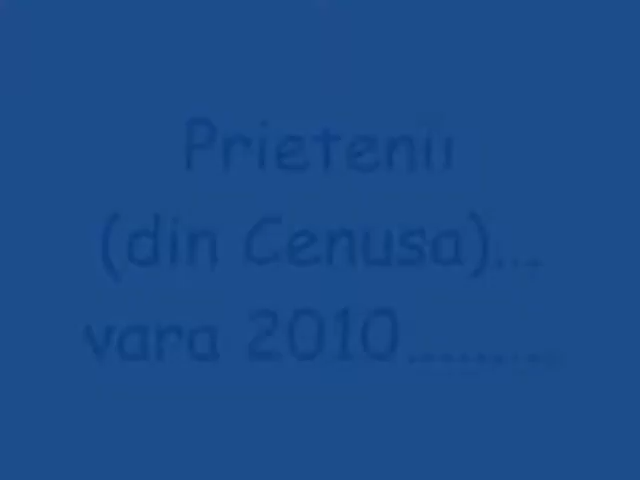 Prietenii
(din Cenusa)...
vara 2010..........